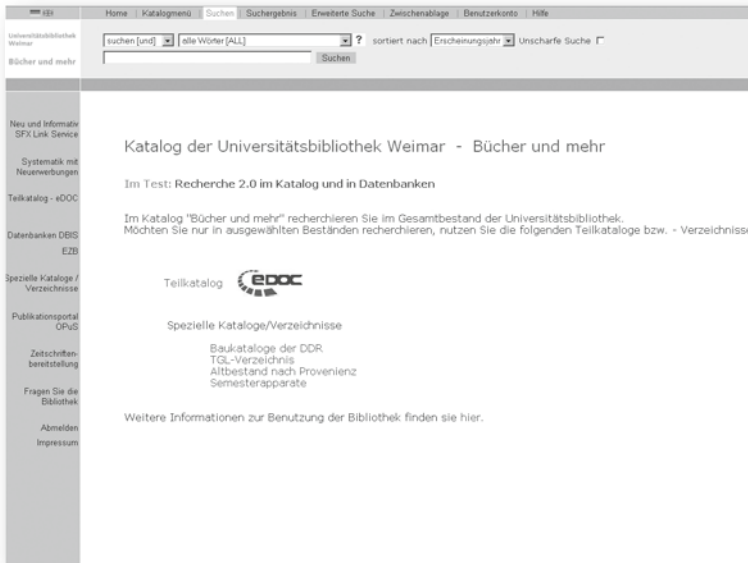 Home | Katalogmenü | Suchen | Suchergebnis | Erweiterte Suche | Zwischenablage | Benutzerkonto | Hilfe
Universitätsbibliothek
Weimar
Bücher und mehr
suchen [und] alle Wörter [ALL] ? sortiert nach Erscheinungsjahr Unscharfe Suche
Suchen
Neu und Informativ
SFX Link Service
Systematik mit
Neuerwerbungen
Teilkatalog - eDOC
Datenbanken DBIS
EZB
Spezielle Kataloge /
Verzeichnisse
Publikationsportal
OPuS
Zeitschriften-
bereitstellung
Fragen Sie die
Bibliothek
Abmelden
Impressum
Katalog der Universitätsbibliothek Weimar - Bücher und mehr
Im Test: Recherche 2.0 im Katalog und in Datenbanken
Im Katalog "Bücher und mehr" recherchieren Sie im Gesamtbestand der Universitätsbibliothek.
Möchten Sie nur in ausgewählten Beständen recherchieren, nutzen Sie die folgenden Teilkataloge bzw. - Verzeichnisse
Teilkatalog eDOC
Spezielle Kataloge/Verzeichnisse
Baukataloge der DDR
TGL-Verzeichnis
Altbestand nach Provenienz
Semesterapparate
Weitere Informationen zur Benutzung der Bibliothek finden sie hier.